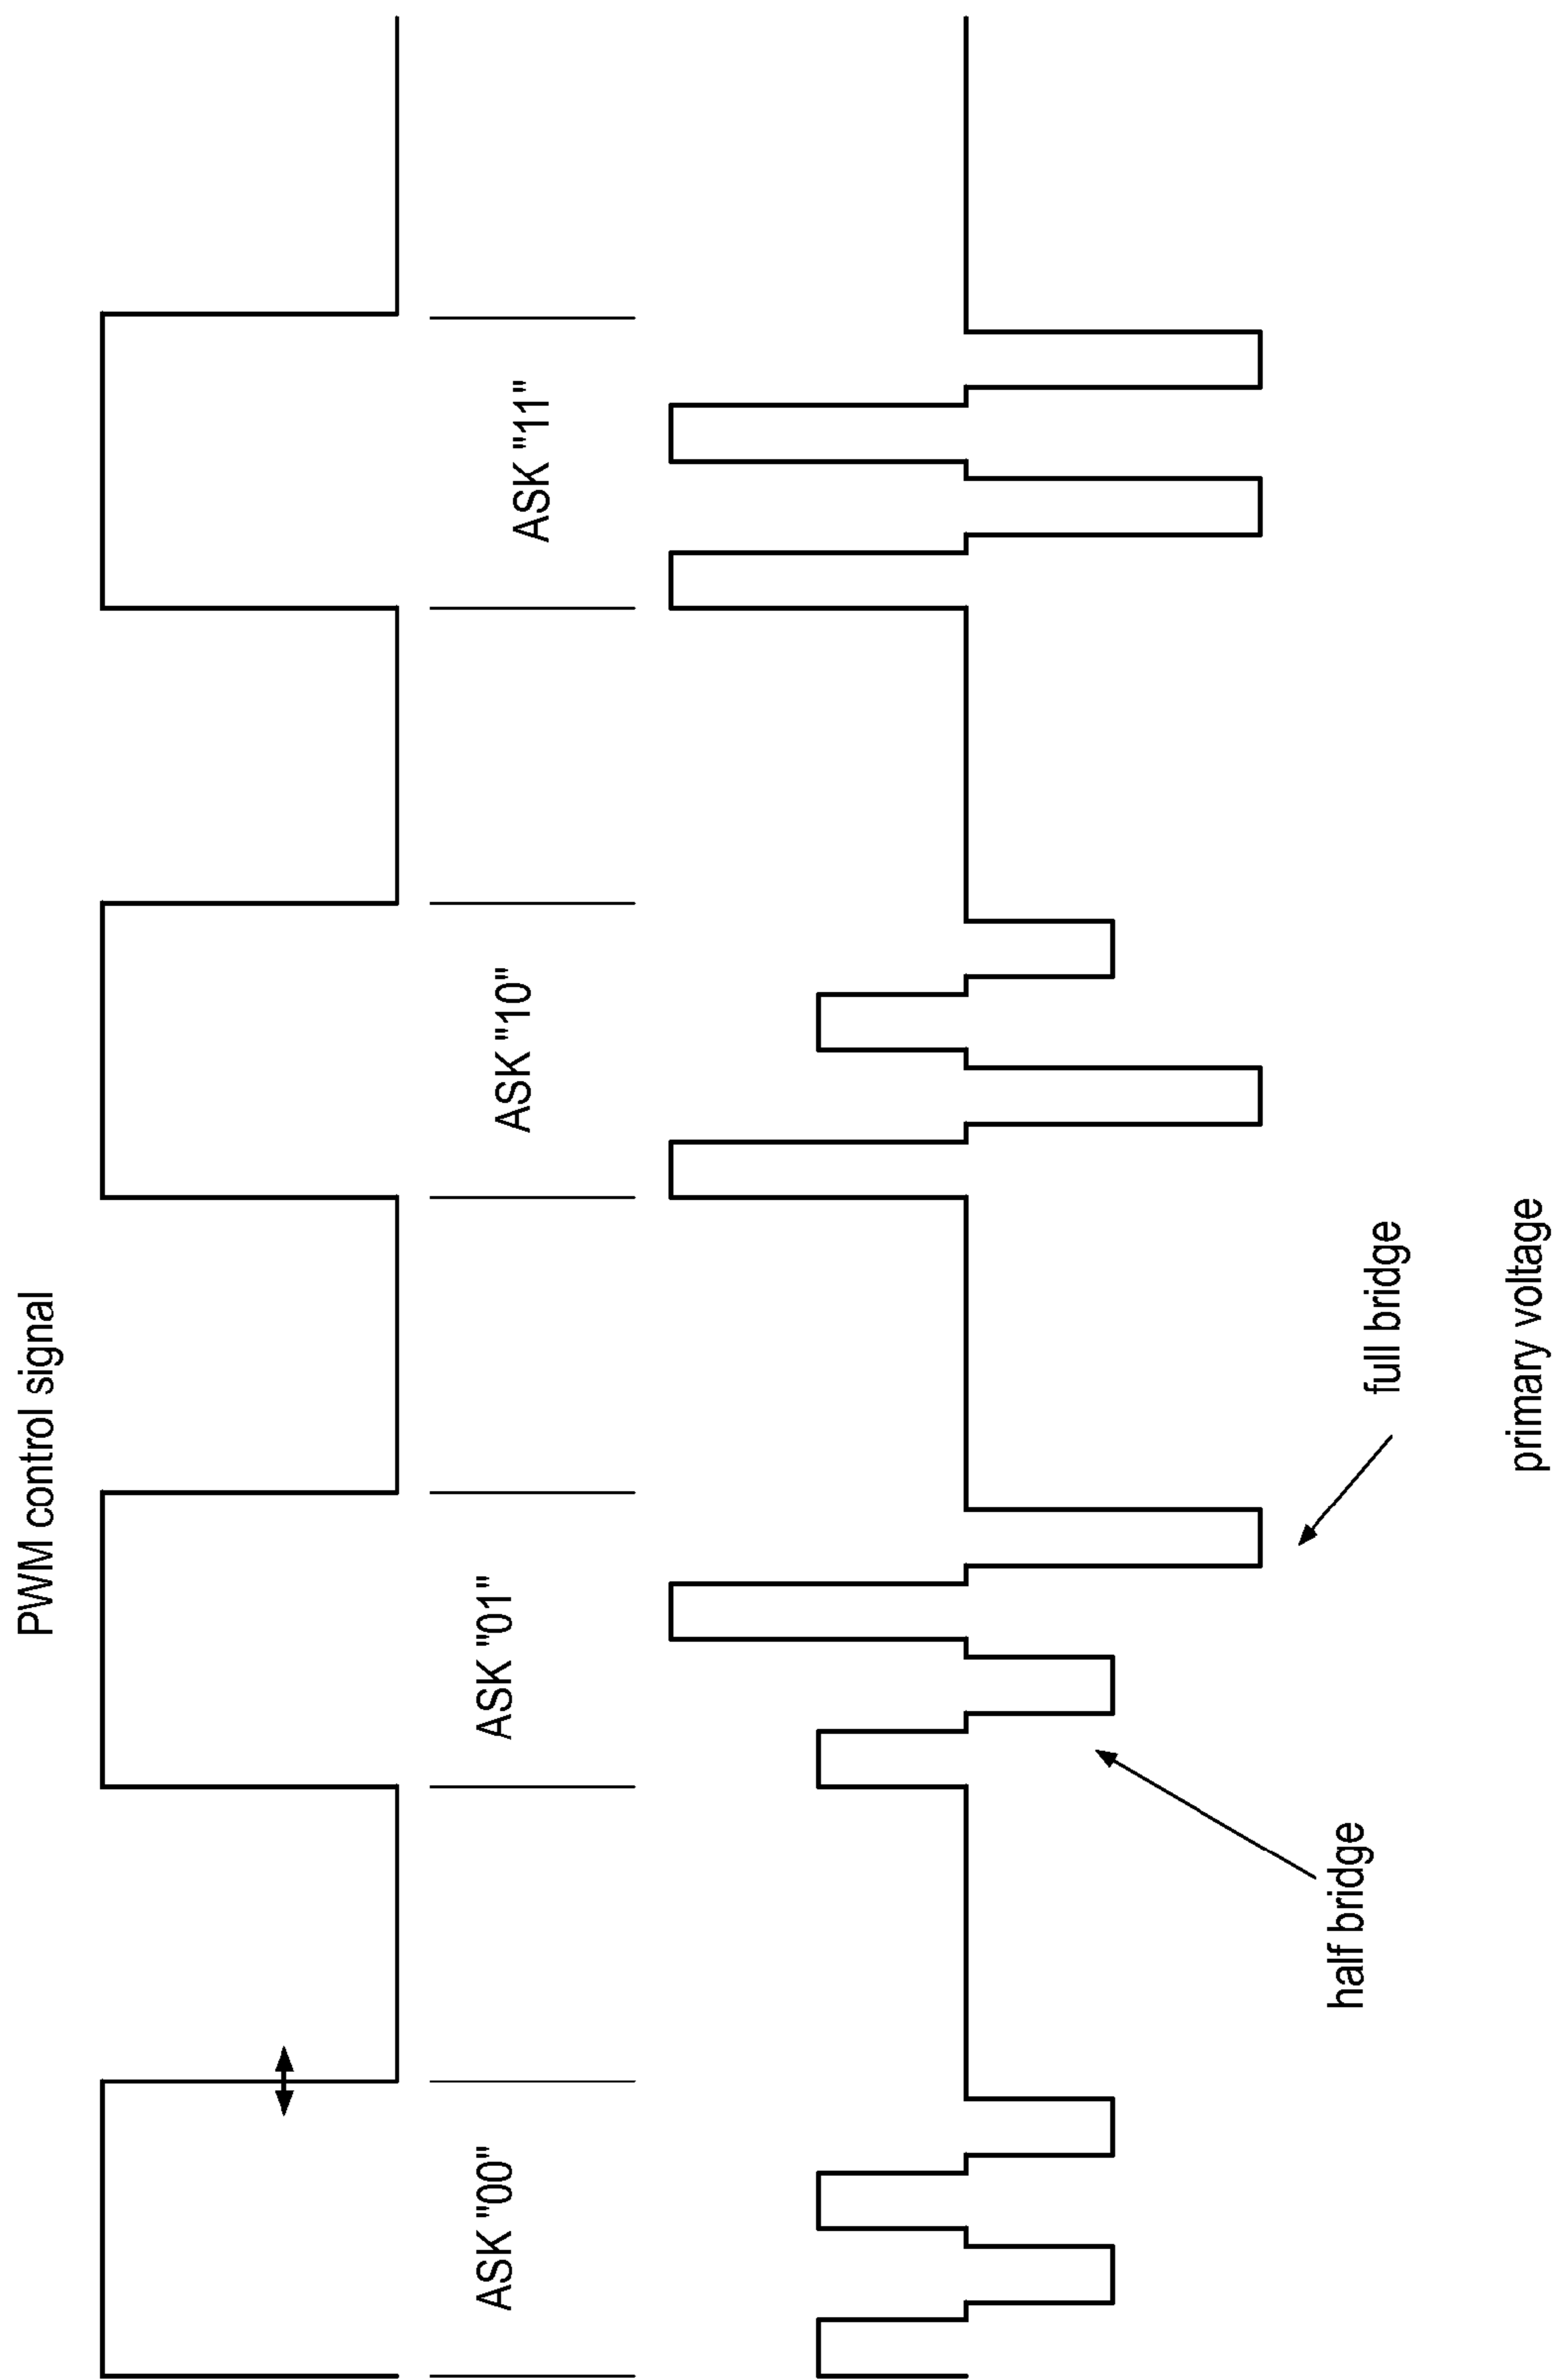 PWM control signal
ASK "00"
ASK "01"
ASK "10"
ASK "11"
half bridge
full bridge
primary voltage